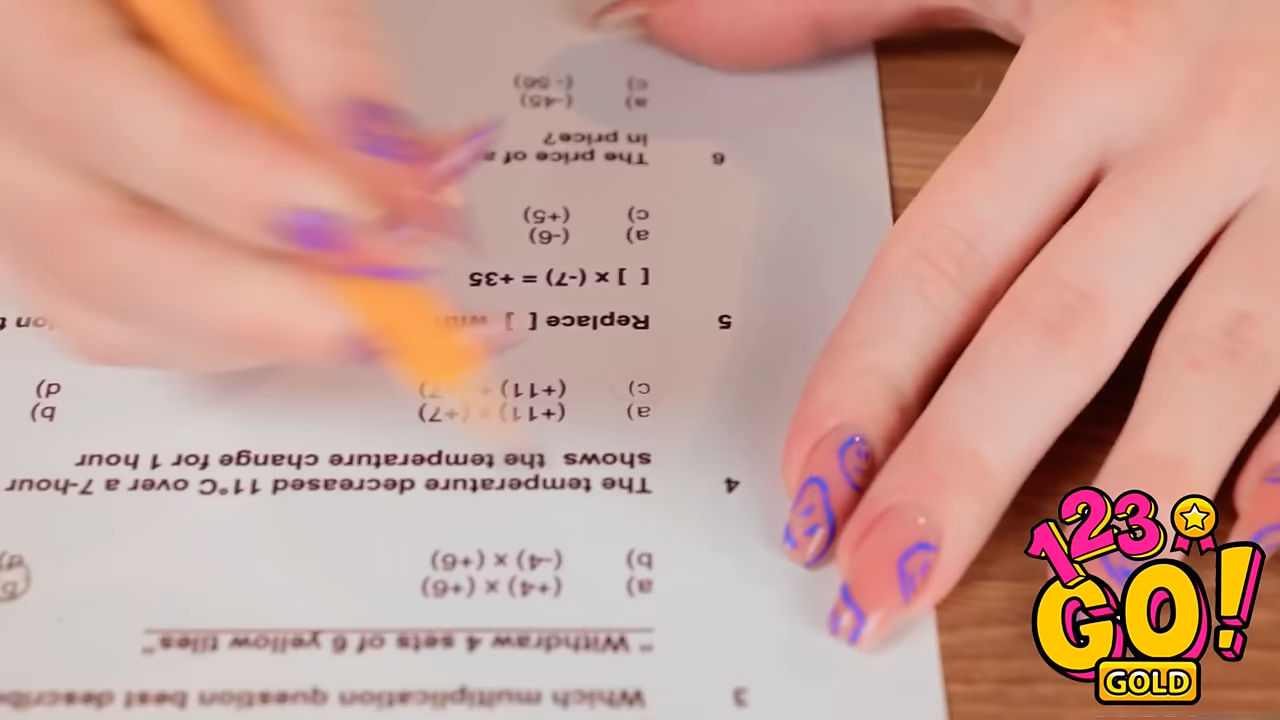 3 Which multiplication question best
"Withdraw 4 sets of 6 yellow tiles"
a) (+4) x (+6)
b) (-4) x (+6)
4 The temperature decreased 11°C over a 7-hour
shows the temperature change for 1 hour
a) (+11) x (+7) b)
c) (+11) 7) d)
5 Replace [ ] with
[ ] x (-7) = +35
a) (-6)
c) (+5)
6 The price of a
in price?
a) (-45)
c) (-56)
123
GO!
GOLD